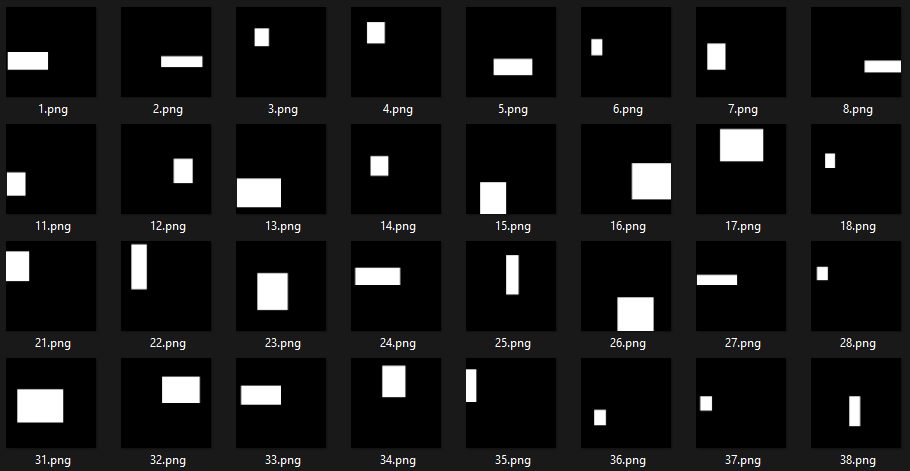 1.png 2.png 3.png 4.png 5.png 6.png 7.png 8.png
11.png 12.png 13.png 14.png 15.png 16.png 17.png 18.png
21.png 22.png 23.png 24.png 25.png 26.png 27.png 28.png
31.png 32.png 33.png 34.png 35.png 36.png 37.png 38.png